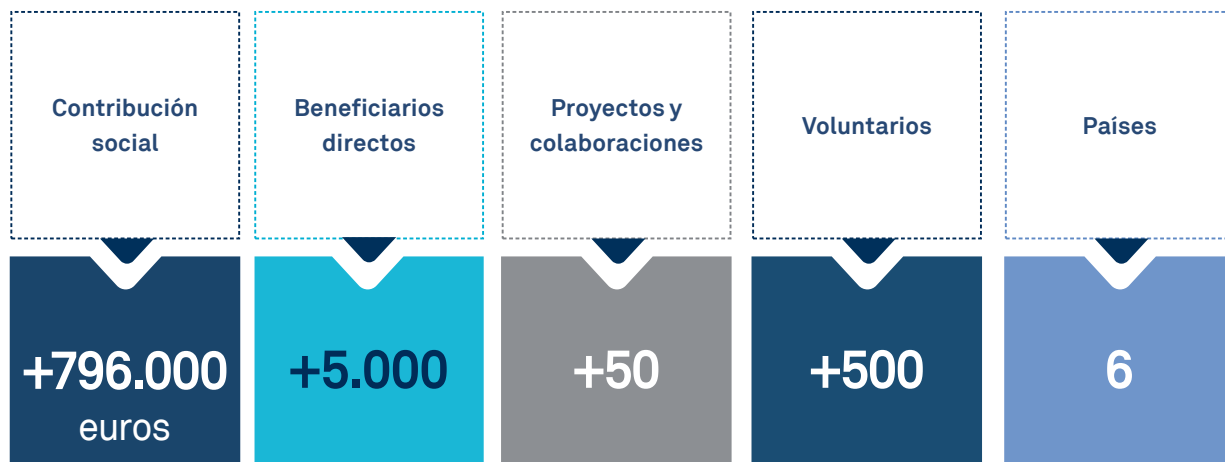 Contribución
social
Beneficiarios
directos
Proyectos y
colaboraciones
Voluntarios
Países
+796.000
euros
+5.000
+50
+500
6